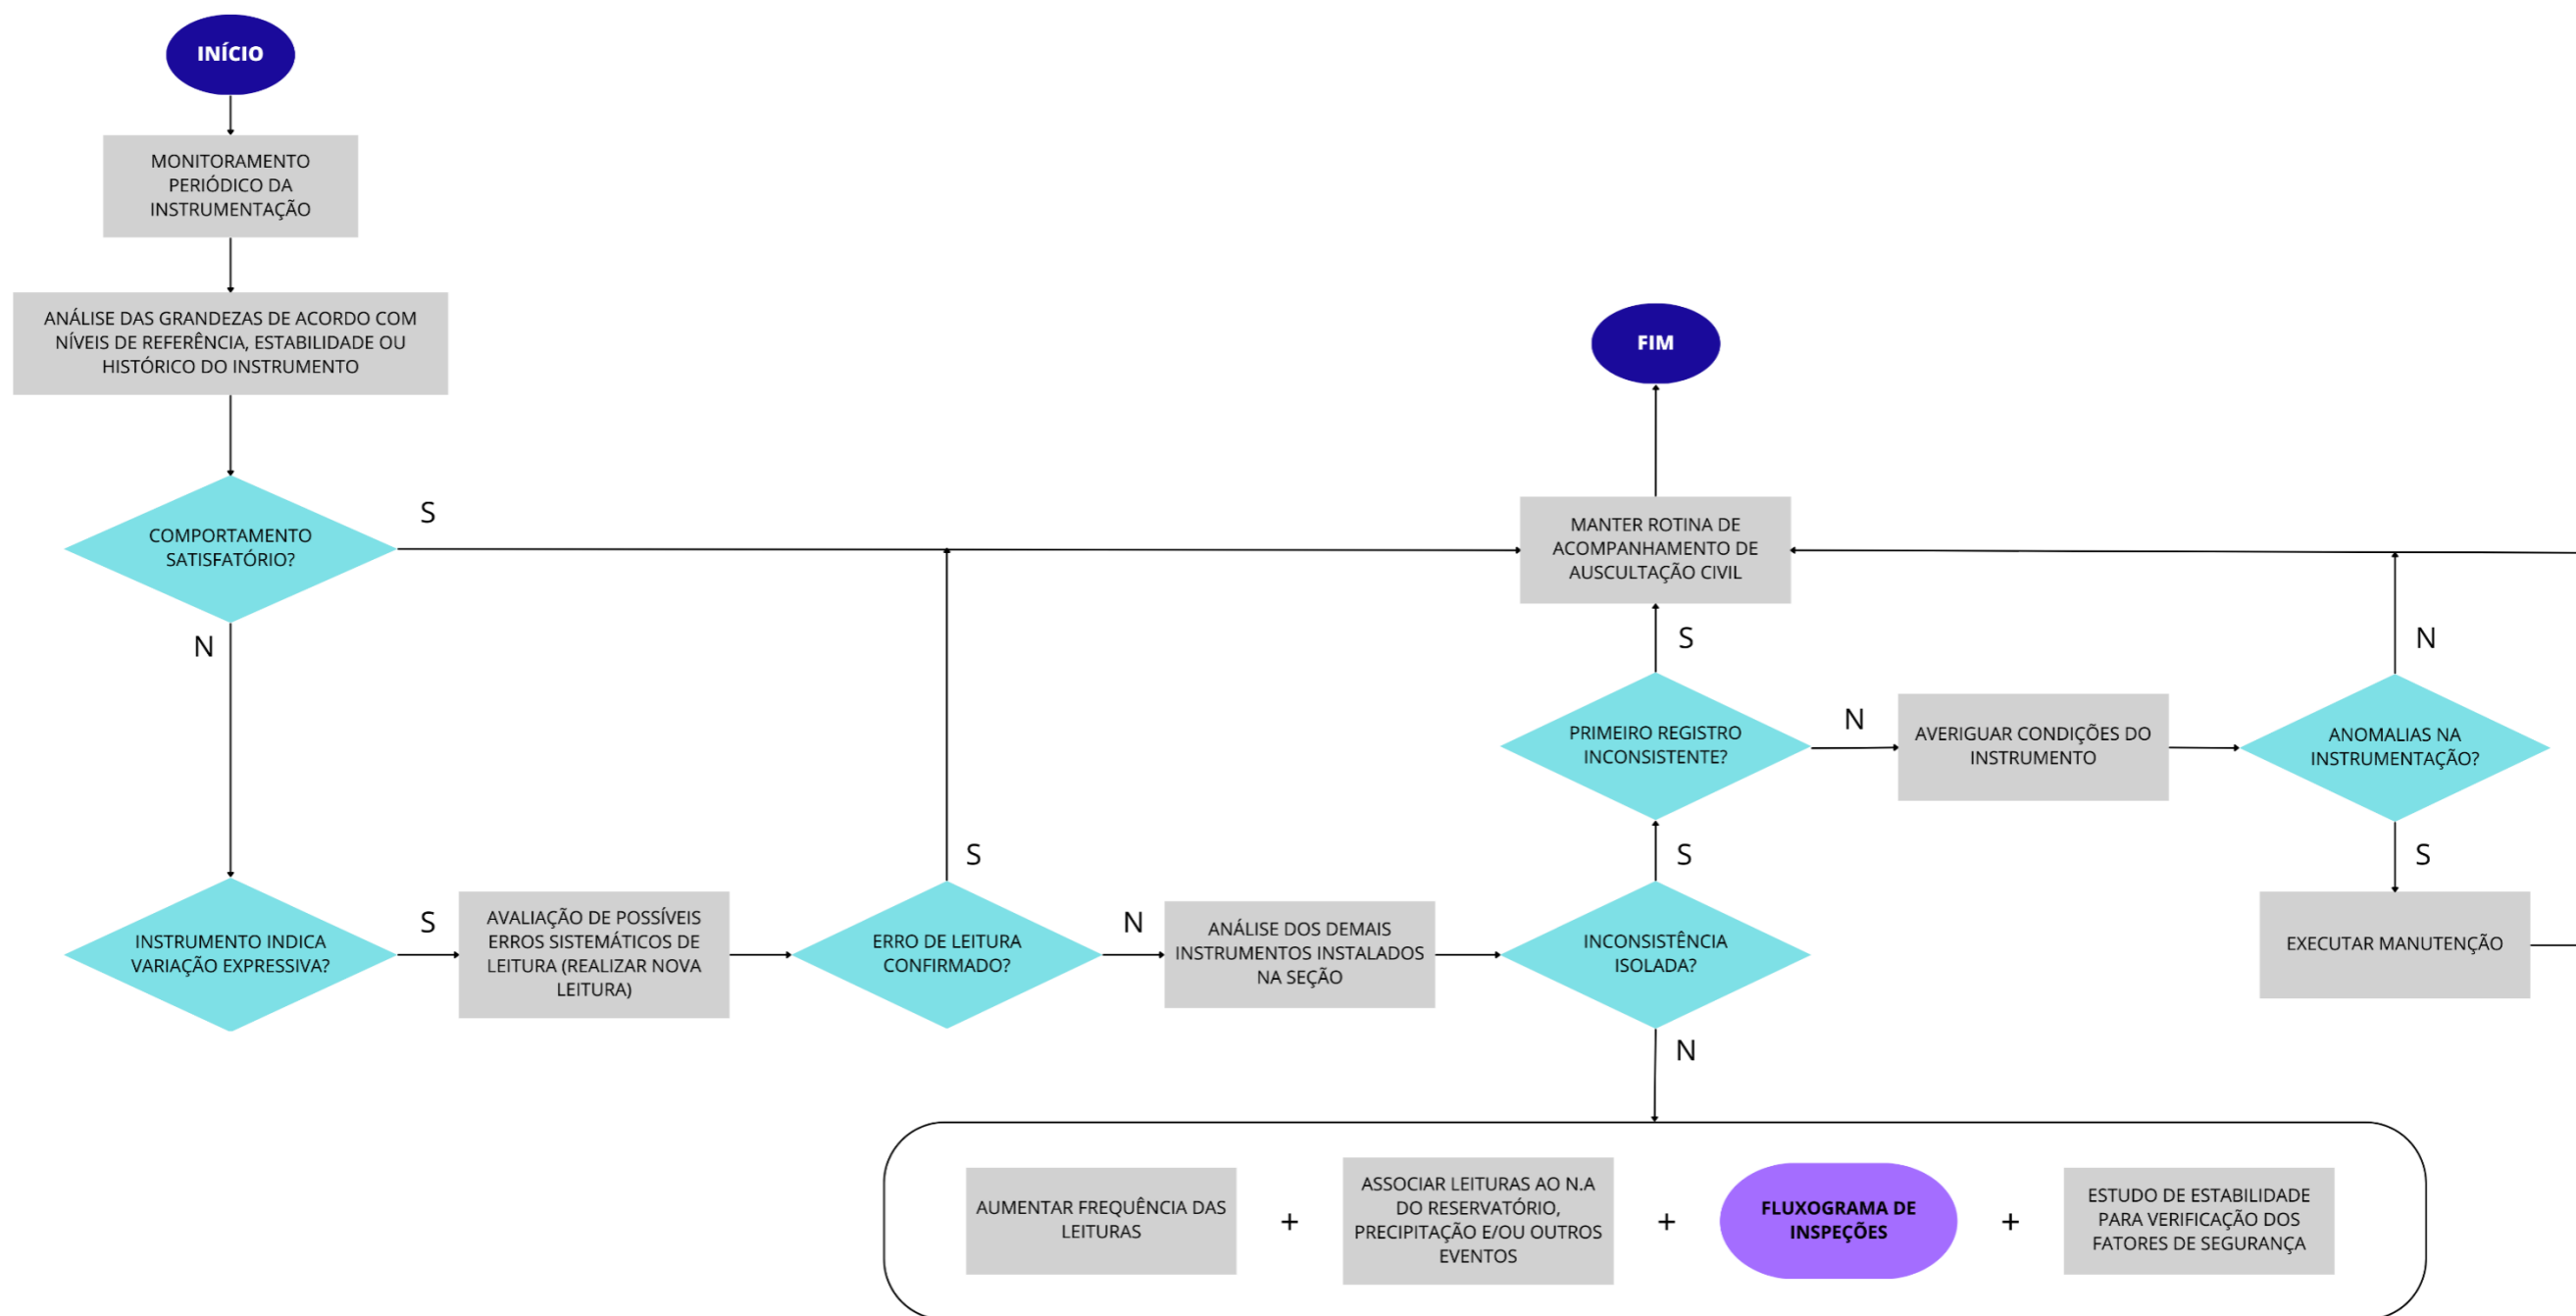 INÍCIO
MONITORAMENTO
PERIÓDICO DA
INSTRUMENTAÇÃO
ANÁLISE DAS GRANDEZAS DE ACORDO COM
NÍVEIS DE REFERÊNCIA, ESTABILIDADE OU
HISTÓRICO DO INSTRUMENTO
COMPORTAMENTO
SATISFATÓRIO?
S
N
INSTRUMENTO INDICA
VARIAÇÃO EXPRESSIVA?
S
AVALIAÇÃO DE POSSÍVEIS
ERROS SISTEMÁTICOS DE
LEITURA (REALIZAR NOVA
LEITURA)
ERRO DE LEITURA
CONFIRMADO?
S
N
ANÁLISE DOS DEMAIS
INSTRUMENTOS INSTALADOS
NA SEÇÃO
INCONSISTÊNCIA
ISOLADA?
S
N
PRIMEIRO REGISTRO
INCONSISTENTE?
S
N
MANTER ROTINA DE
ACOMPANHAMENTO DE
AUSCULTAÇÃO CIVIL
FIM
AVERIGUAR CONDIÇÕES DO
INSTRUMENTO
ANOMALIAS NA
INSTRUMENTAÇÃO?
N
S
EXECUTAR MANUTENÇÃO
AUMENTAR FREQUÊNCIA DAS
LEITURAS
+
ASSOCIAR LEITURAS AO N.A
DO RESERVATÓRIO,
PRECIPITAÇÃO E/OU OUTROS
EVENTOS
+
FLUXOGRAMA DE
INSPEÇÕES
+
ESTUDO DE ESTABILIDADE
PARA VERIFICAÇÃO DOS
FATORES DE SEGURANÇA